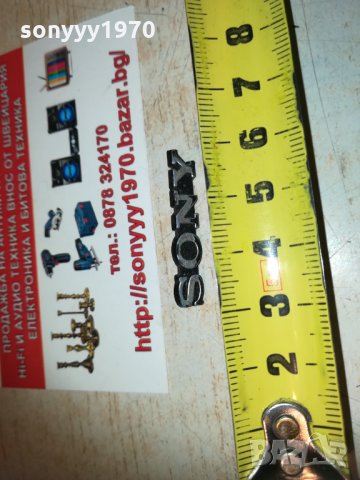 sonyyy1970
ПРОДАЖБА НА
Hi-Fi И АУДИО ТЕХНИКА ВНОС ОТ ШВЕЙЦАРИЯ
ЕЛЕКТРОНИКА И БИТОВА ТЕХНИКА
тел.: 0878 324170
http://sonyyy1970.bazar.bg/
SONY
2 3 4 5 6 7 8
BAZAR